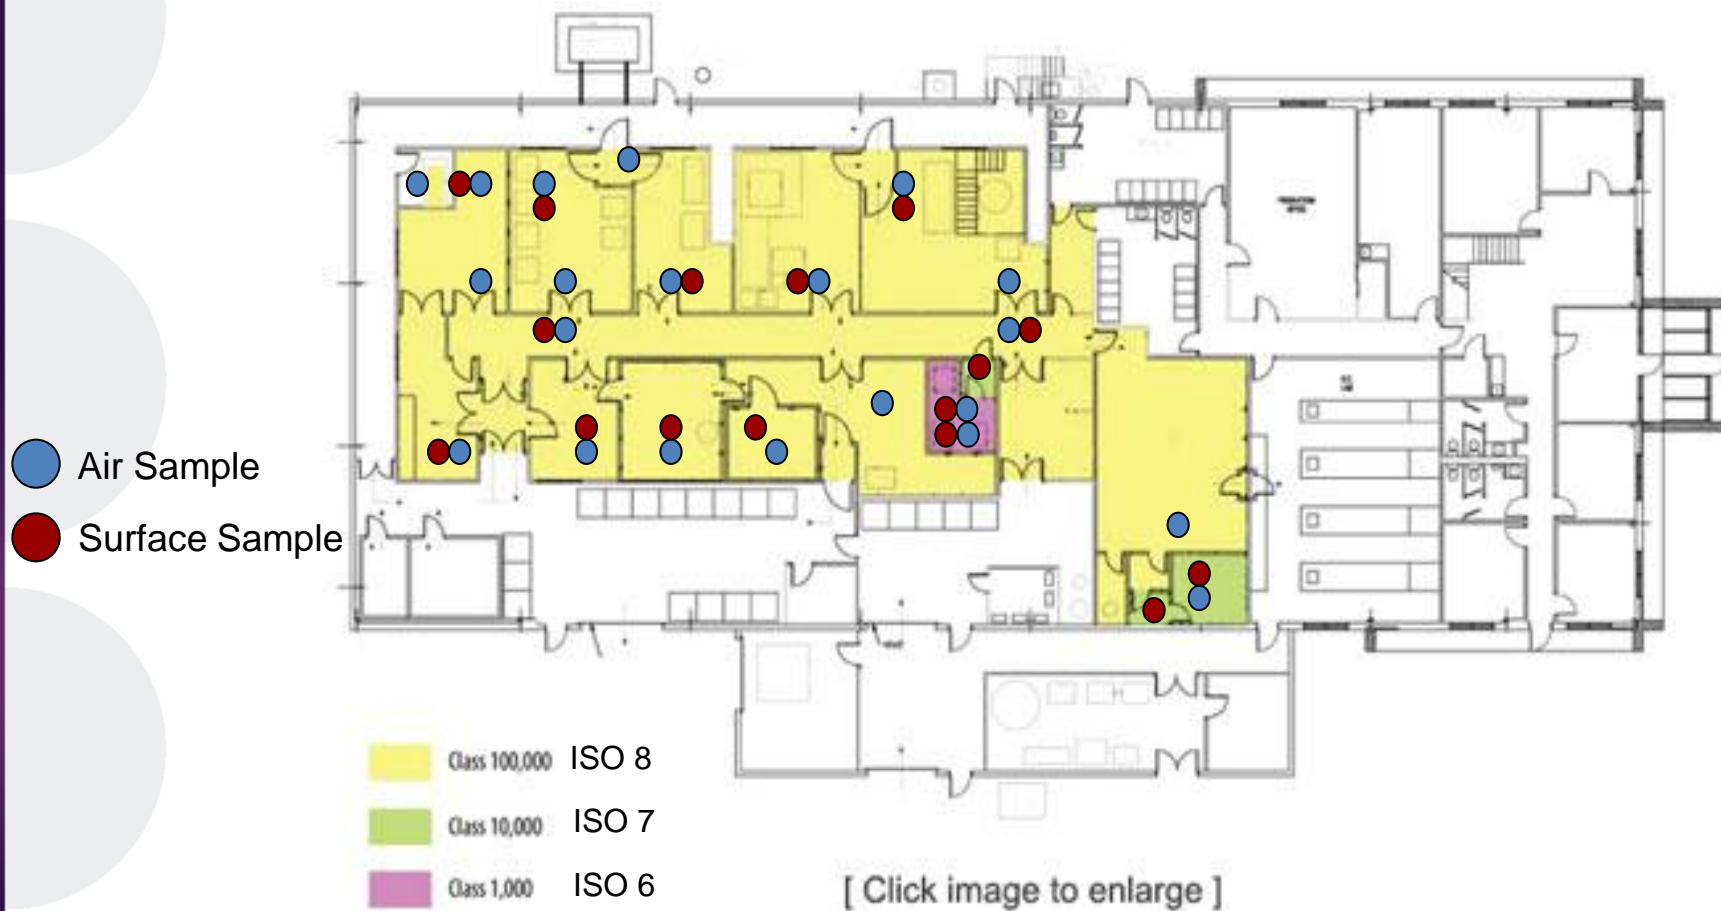 Air Sample
Surface Sample
Class 100,000 ISO 8
Class 10,000 ISO 7
Class 1,000 ISO 6
[ Click image to enlarge ]